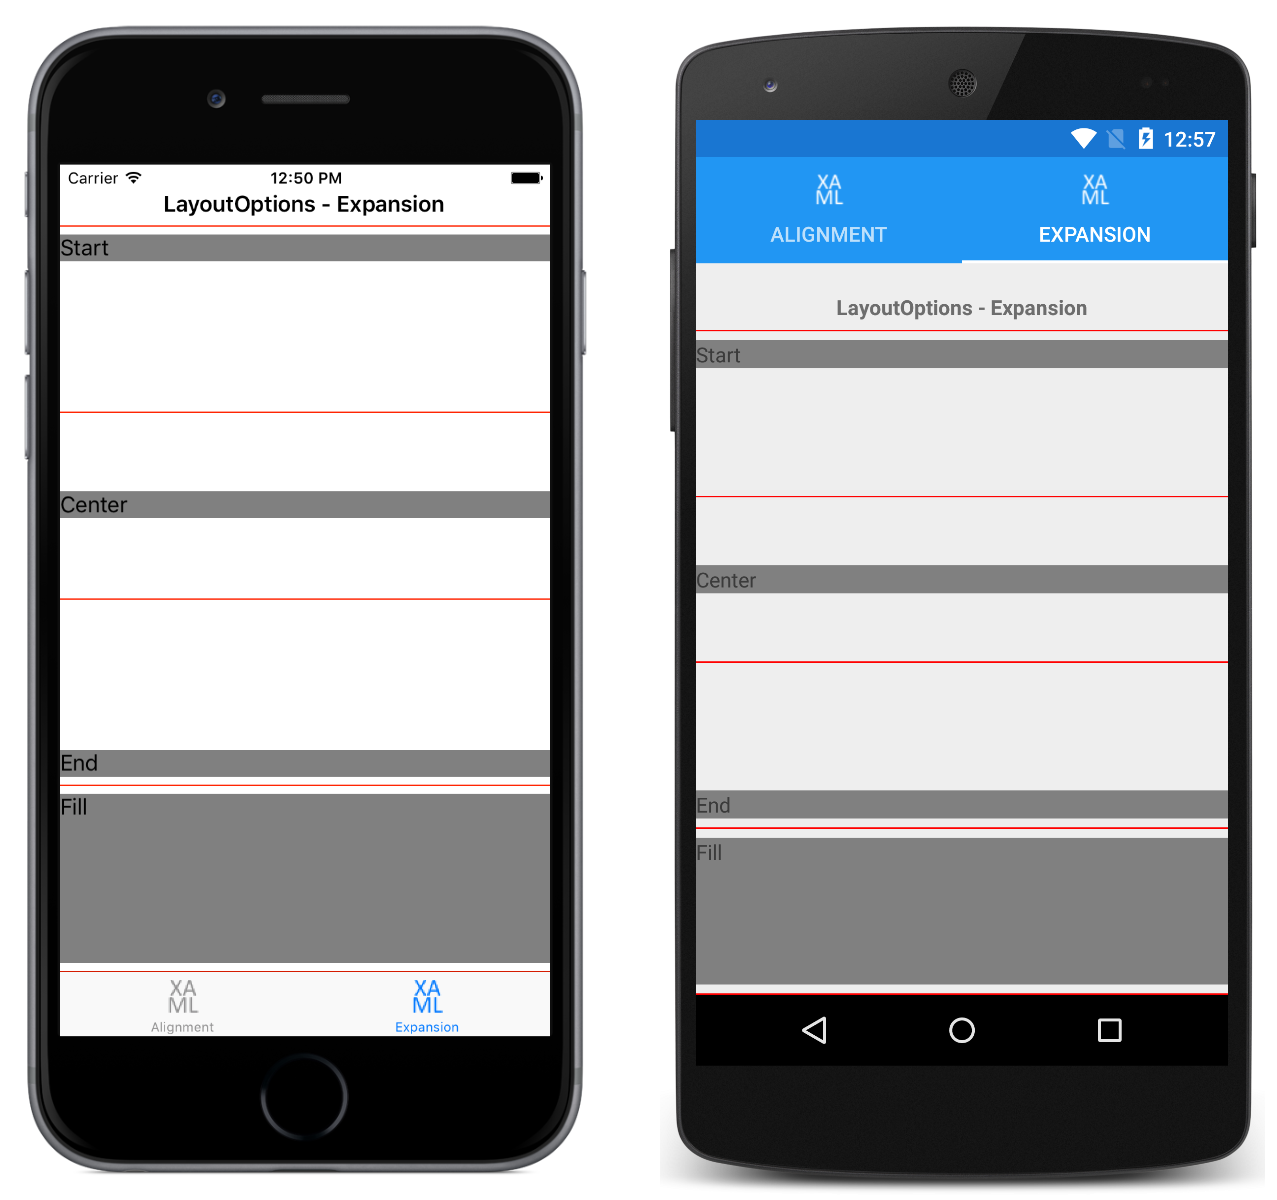 Carrier 12:50 PM
LayoutOptions - Expansion
Start
Center
End
Fill
XA
ML
Alignment
XA
ML
Expansion
12:57
XA
ML
ALIGNMENT
XA
ML
EXPANSION
LayoutOptions - Expansion
Start
Center
End
Fill